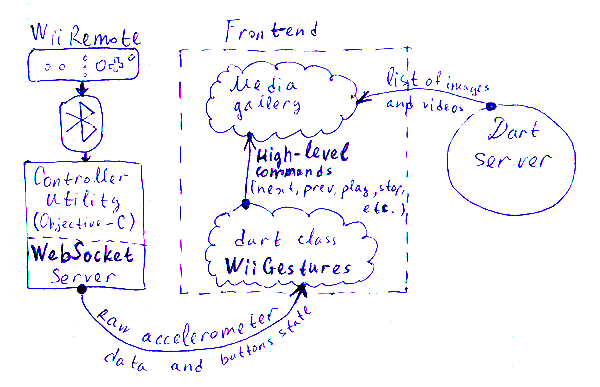 Wii Remote
Frontend
Media
gallery
list of images
and videos
Dart
server
High-level
commands
(next, prev, play, stop,
etc.)
Controller
Utility
(Objective-C)
WebSocket
Server
dart class
WiiGestures
Raw accelerometer
data and buttons state